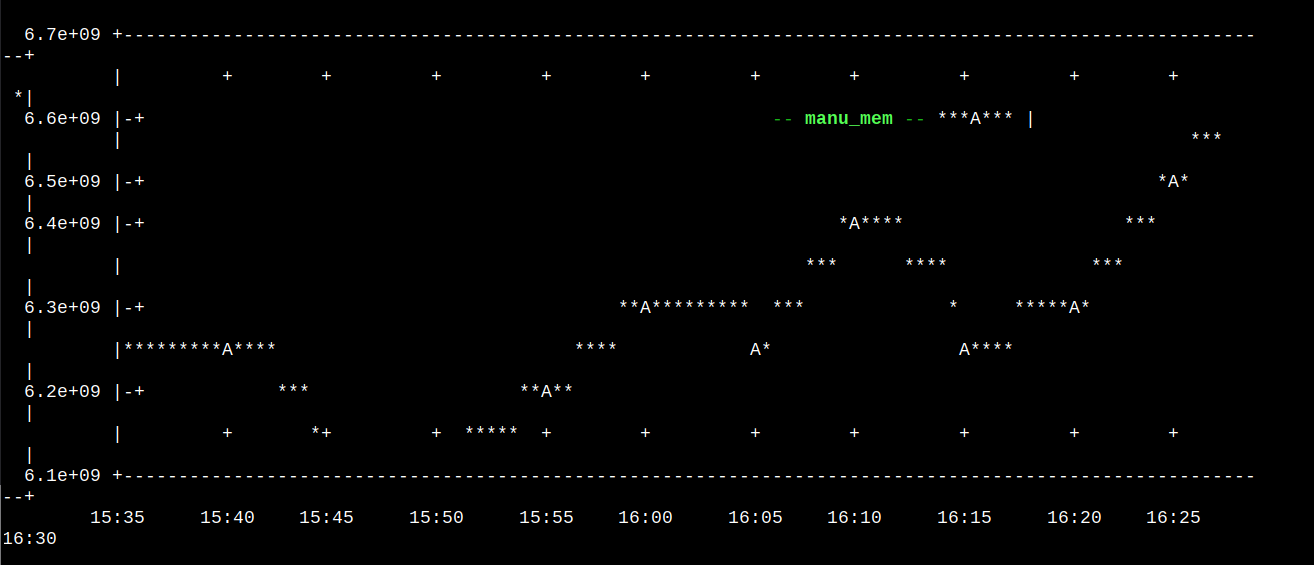 6.7e+09 +-------------------------------------------------------------------------------------------------------
--+
|         +        +         +         +        +         +        +         +         +        +
*|
6.6e+09 |-+                                                         -- manu_mem -- ***A*** |
|                                                                                                 ***
|
6.5e+09 |-+                                                                                            *A*
|
6.4e+09 |-+                                                               *A****                    ***
|
|                                                              ***      ****             ***
|
6.3e+09 |-+                                           **A*********  ***             *     *****A*
|
|*********A****                           ****            A*                 A****
|
6.2e+09 |-+            ***                   **A**
|
|         +       *+         +  *****  +        +         +        +         +         +        +
|
6.1e+09 +-------------------------------------------------------------------------------------------------------
--+
15:35     15:40    15:45     15:50     15:55    16:00     16:05    16:10     16:15     16:20    16:25
16:30